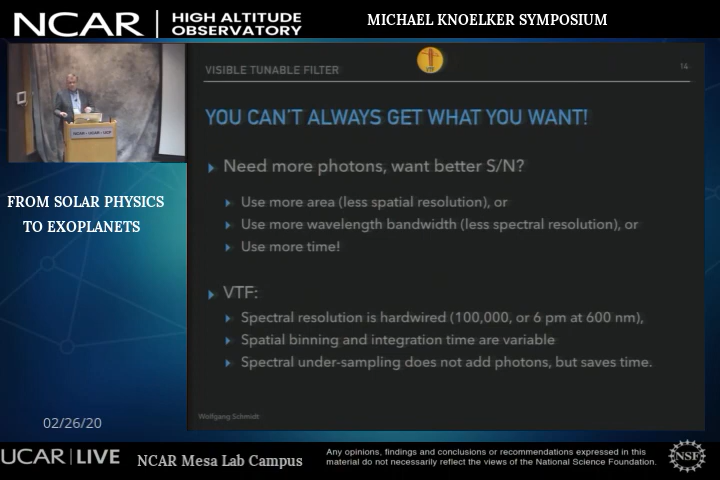 NCAR
HIGH ALTITUDE
OBSERVATORY
MICHAEL KNOELKER SYMPOSIUM
VISIBLE TUNABLE FILTER
VTF
14
YOU CAN'T ALWAYS GET WHAT YOU WANT!
Need more photons, want better S/N?
Use more area (less spatial resolution), or
Use more wavelength bandwidth (less spectral resolution), or
Use more time!
VTF:
Spectral resolution is hardwired (100,000, or 6 pm at 600 nm),
Spatial binning and integration time are variable
Spectral under-sampling does not add photons, but saves time.
Wolfgang Schmidt
FROM SOLAR PHYSICS
TO EXOPLANETS
02/26/20
UCAR | LIVE
NCAR Mesa Lab Campus
Any opinions, findings and conclusions or recommendations expressed in this
material do not necessarily reflect the views of the National Science Foundation.
NSF